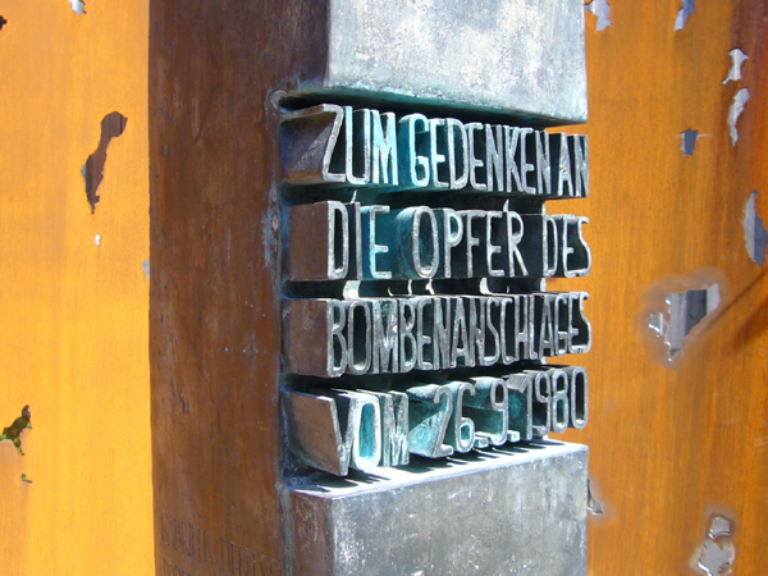 ZUM GEDENKEN AN
DIE OPFER DES
BOMBENANSCHLAGES
VOM 26.9.1980